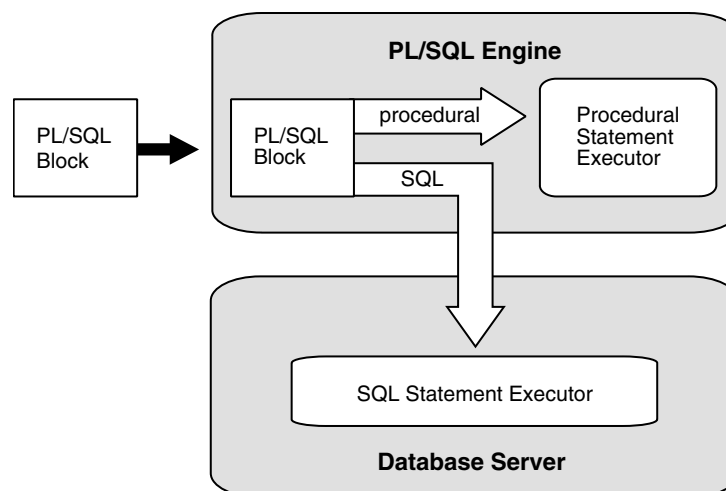 PL/SQL Engine
PL/SQL
Block
PL/SQL
Block
procedural
SQL
Procedural
Statement
Executor
SQL Statement Executor
Database Server